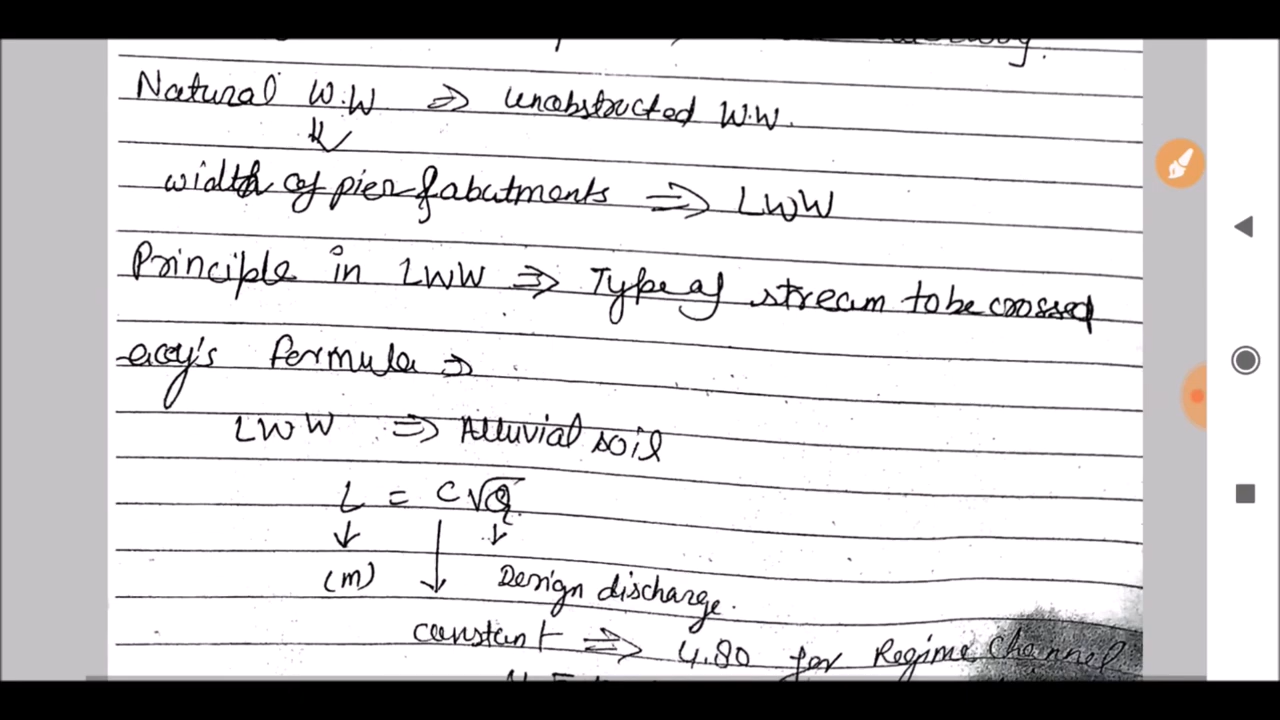 Natural W.W ⇒ unobstructed W.W.
width of pier & abutments ⇒ LWW
Principle in LWW ⇒ Type of stream to be crossed
acey's formula ⇒
LWW ⇒ Alluvial soil
L = C√Q
(m)
Design discharge.
constant ⇒ 4.80 for Regime Channel